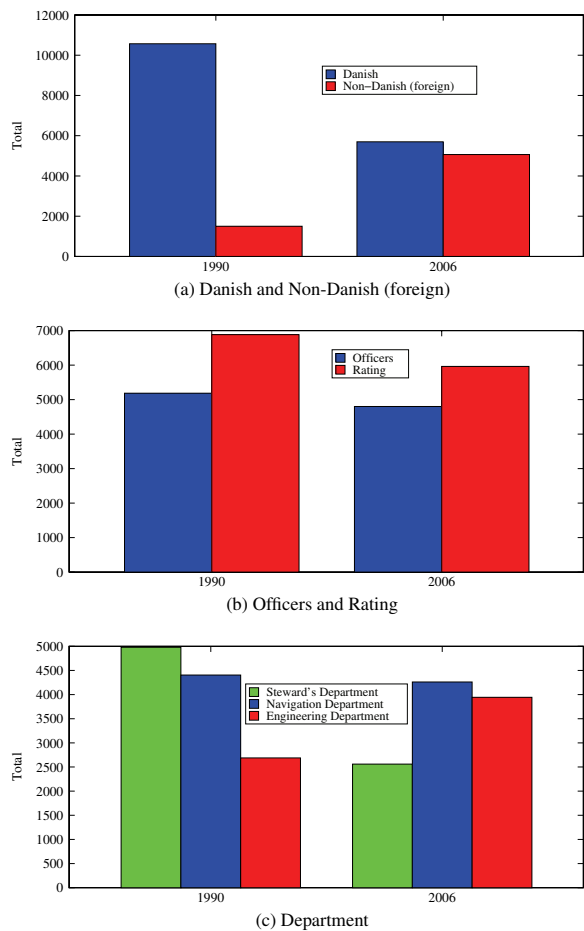 12000
10000
8000
6000
4000
2000
0
Total
Danish
Non-Danish (foreign)
1990
2006
(a) Danish and Non-Danish (foreign)
7000
6000
5000
4000
3000
2000
1000
0
Total
Officers
Rating
1990
2006
(b) Officers and Rating
5000
4500
4000
3500
3000
2500
2000
1500
1000
500
0
Total
Steward's Department
Navigation Department
Engineering Department
1990
2006
(c) Department